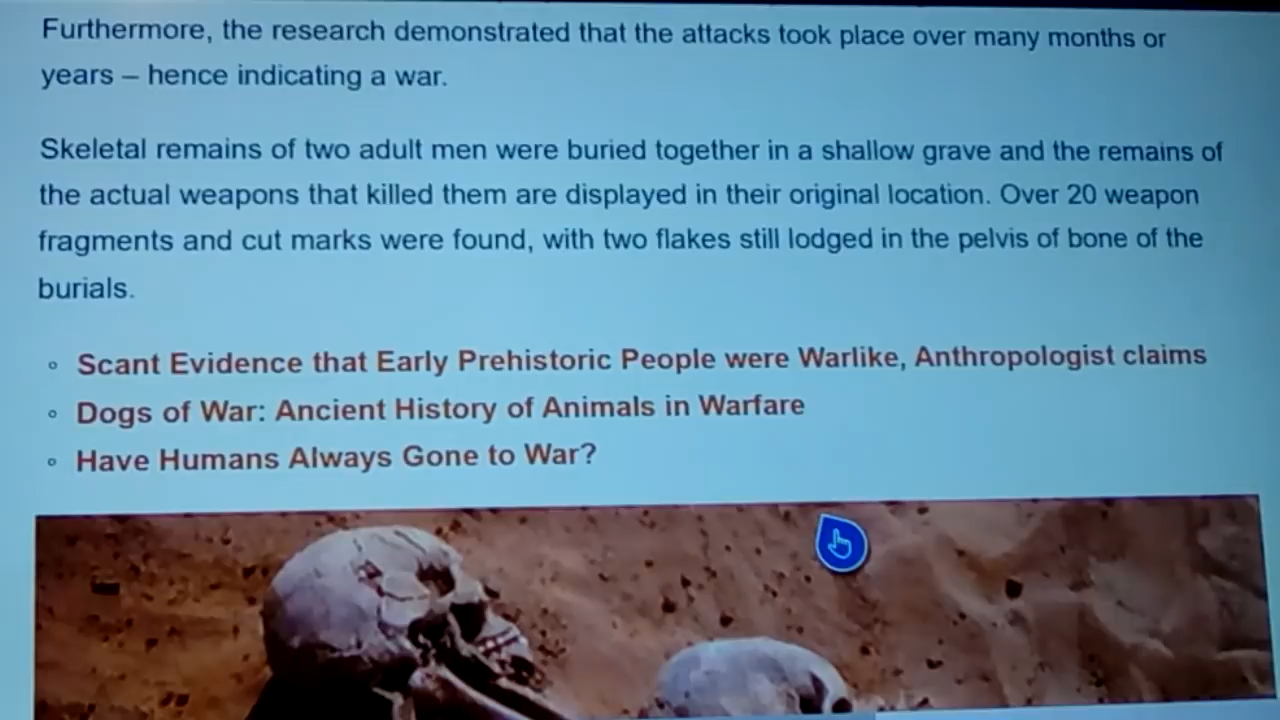 Furthermore, the research demonstrated that the attacks took place over many months or
years – hence indicating a war.
Skeletal remains of two adult men were buried together in a shallow grave and the remains of
the actual weapons that killed them are displayed in their original location. Over 20 weapon
fragments and cut marks were found, with two flakes still lodged in the pelvis of bone of the
burials.
Scant Evidence that Early Prehistoric People were Warlike, Anthropologist claims
Dogs of War: Ancient History of Animals in Warfare
Have Humans Always Gone to War?